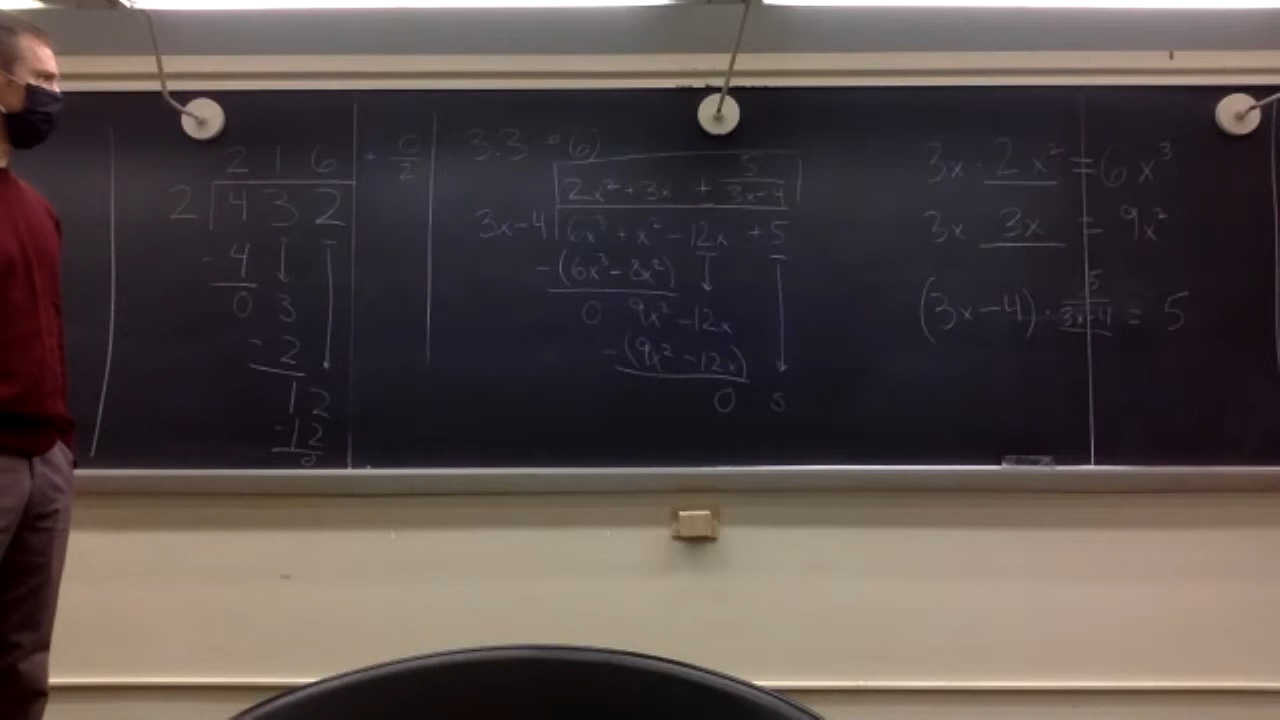 2 1 6 + 0/2
2 4 3 2
- 4
0 3
- 2
1 2
- 1 2
0
3.3 # 6)
2x² + 3x + 5/(3x-4)
3x-4 6x³ + x² - 12x + 5
-(6x³ - 8x²)
0 9x² - 12x
-(9x² - 12x)
0 5
3x · 2x² = 6x³
3x 3x = 9x²
(3x-4) · 5/(3x-4) = 5